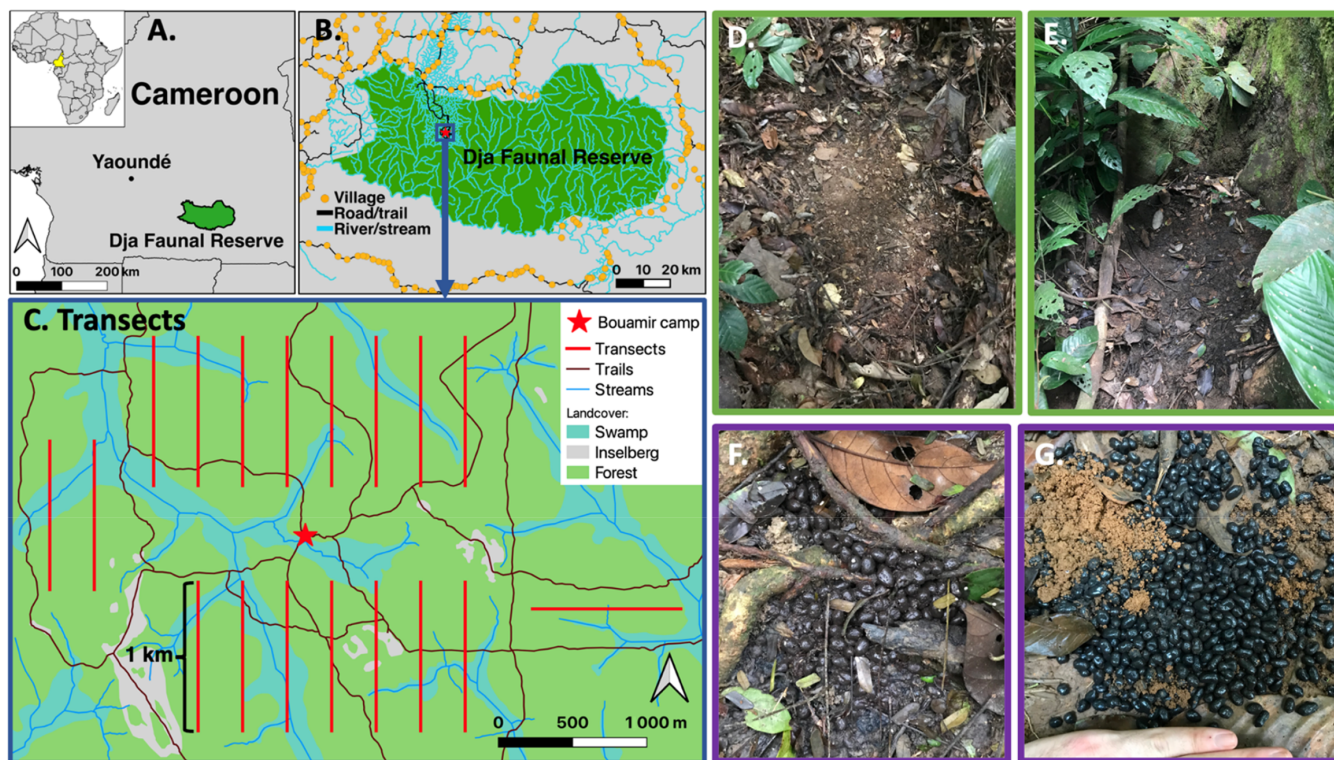 A.
Cameroon
Yaoundé
Dja Faunal Reserve
0 100 200 km
B.
Dja Faunal Reserve
Village
Road/trail
River/stream
0 10 20 km
C. Transects
Bouamir camp
Transects
Trails
Streams
Landcover:
Swamp
Inselberg
Forest
1 km
0 500 1 000 m
D.
E.
F.
G.